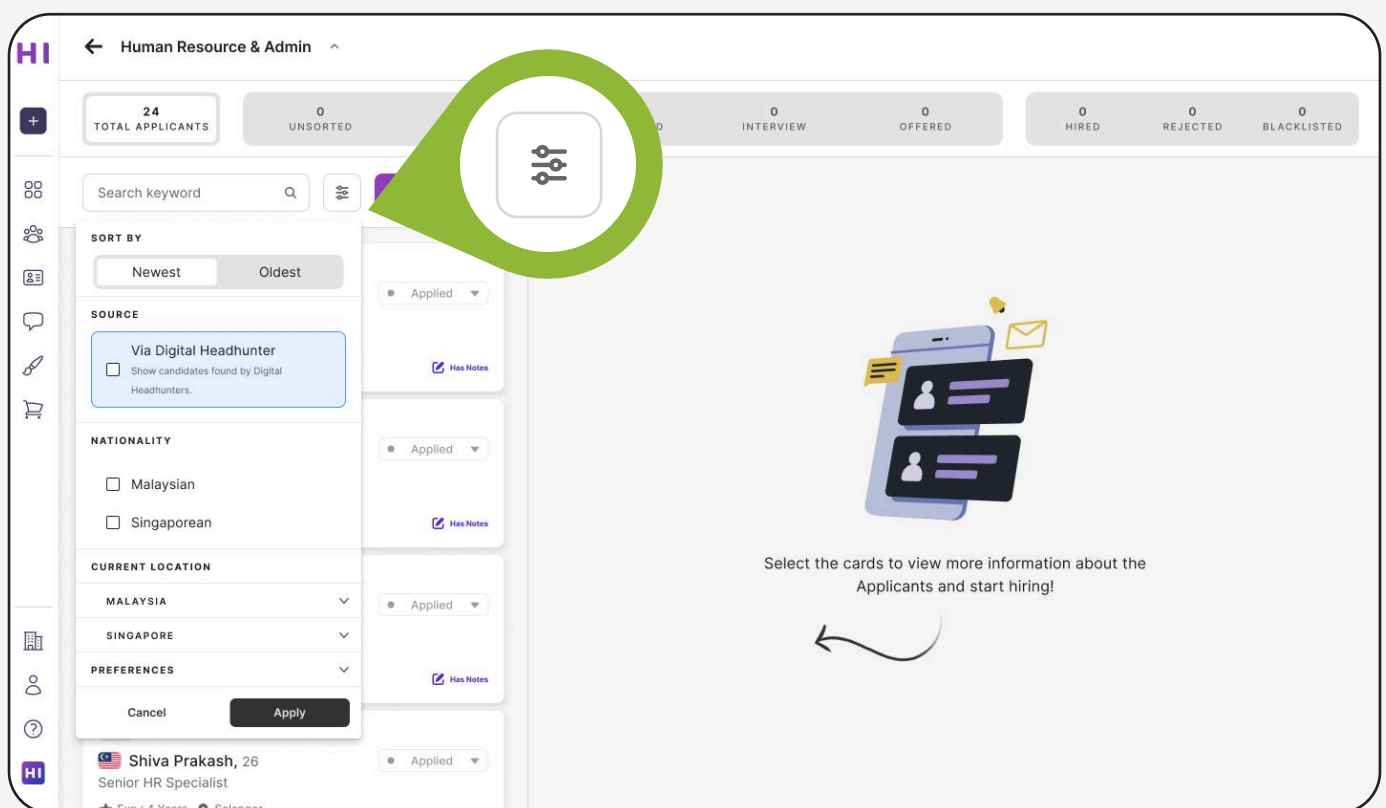 HI
Human Resource & Admin
24
TOTAL APPLICANTS
0
UNSORTED
0
INTERVIEW
0
OFFERED
0
HIRED
0
REJECTED
0
BLACKLISTED
Search keyword
SORT BY
Newest Oldest
SOURCE
Via Digital Headhunter
Show candidates found by Digital
Headhunters.
NATIONALITY
Malaysian
Singaporean
CURRENT LOCATION
MALAYSIA
SINGAPORE
PREFERENCES
Cancel Apply
Applied
Has Notes
Applied
Has Notes
Applied
Has Notes
Shiva Prakash, 26
Applied
Senior HR Specialist
Select the cards to view more information about the
Applicants and start hiring!
HI